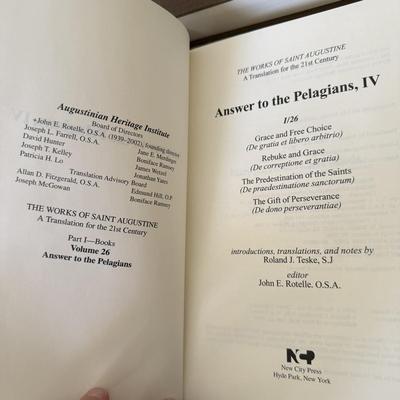 Augustinian Heritage Institute
Board of Directors
+John E. Rotelle, O.S.A. (1939-2002), founding director
Joseph L. Farrell, O.S.A.
David Hunter
Joseph T. Kelley
Patricia H. Lo
Jane E. Merdinger
Boniface Ramsey
James Wetzel
Jonathan Yates
Translation Advisory Board
Allan D. Fitzgerald, O.S.A.
Joseph McGowan
Edmund Hill, O.P.
Boniface Ramsey
THE WORKS OF SAINT AUGUSTINE
A Translation for the 21st Century
Part I—Books
Volume 26
Answer to the Pelagians
THE WORKS OF SAINT AUGUSTINE
A Translation for the 21st Century
Answer to the Pelagians, IV
I/26
Grace and Free Choice
(De gratia et libero arbitrio)
Rebuke and Grace
(De correptione et gratia)
The Predestination of the Saints
(De praedestinatione sanctorum)
The Gift of Perseverance
(De dono perseverantiae)
introductions, translations, and notes by
Roland J. Teske, S.J
editor
John E. Rotelle. O.S.A.
NCP
New City Press
Hyde Park, New York